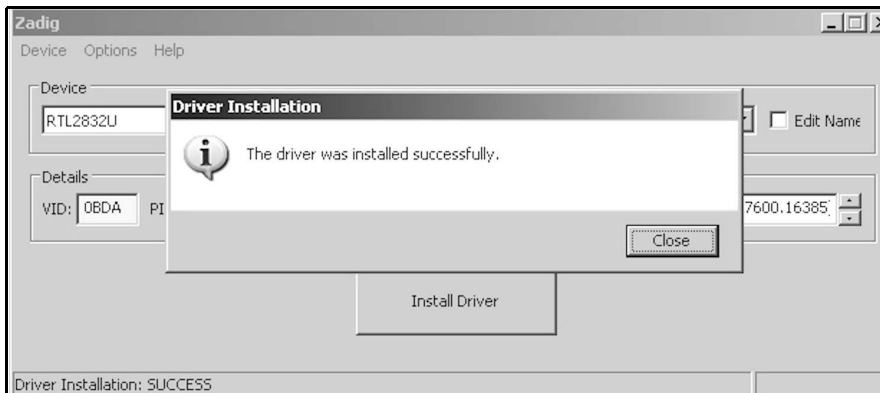 Zadig
Device Options Help
Device
RTL2832U
Edit Name
Driver Installation
The driver was installed successfully.
Details
VID: 0BDA PI
7600.16385
Close
Install Driver
Driver Installation: SUCCESS